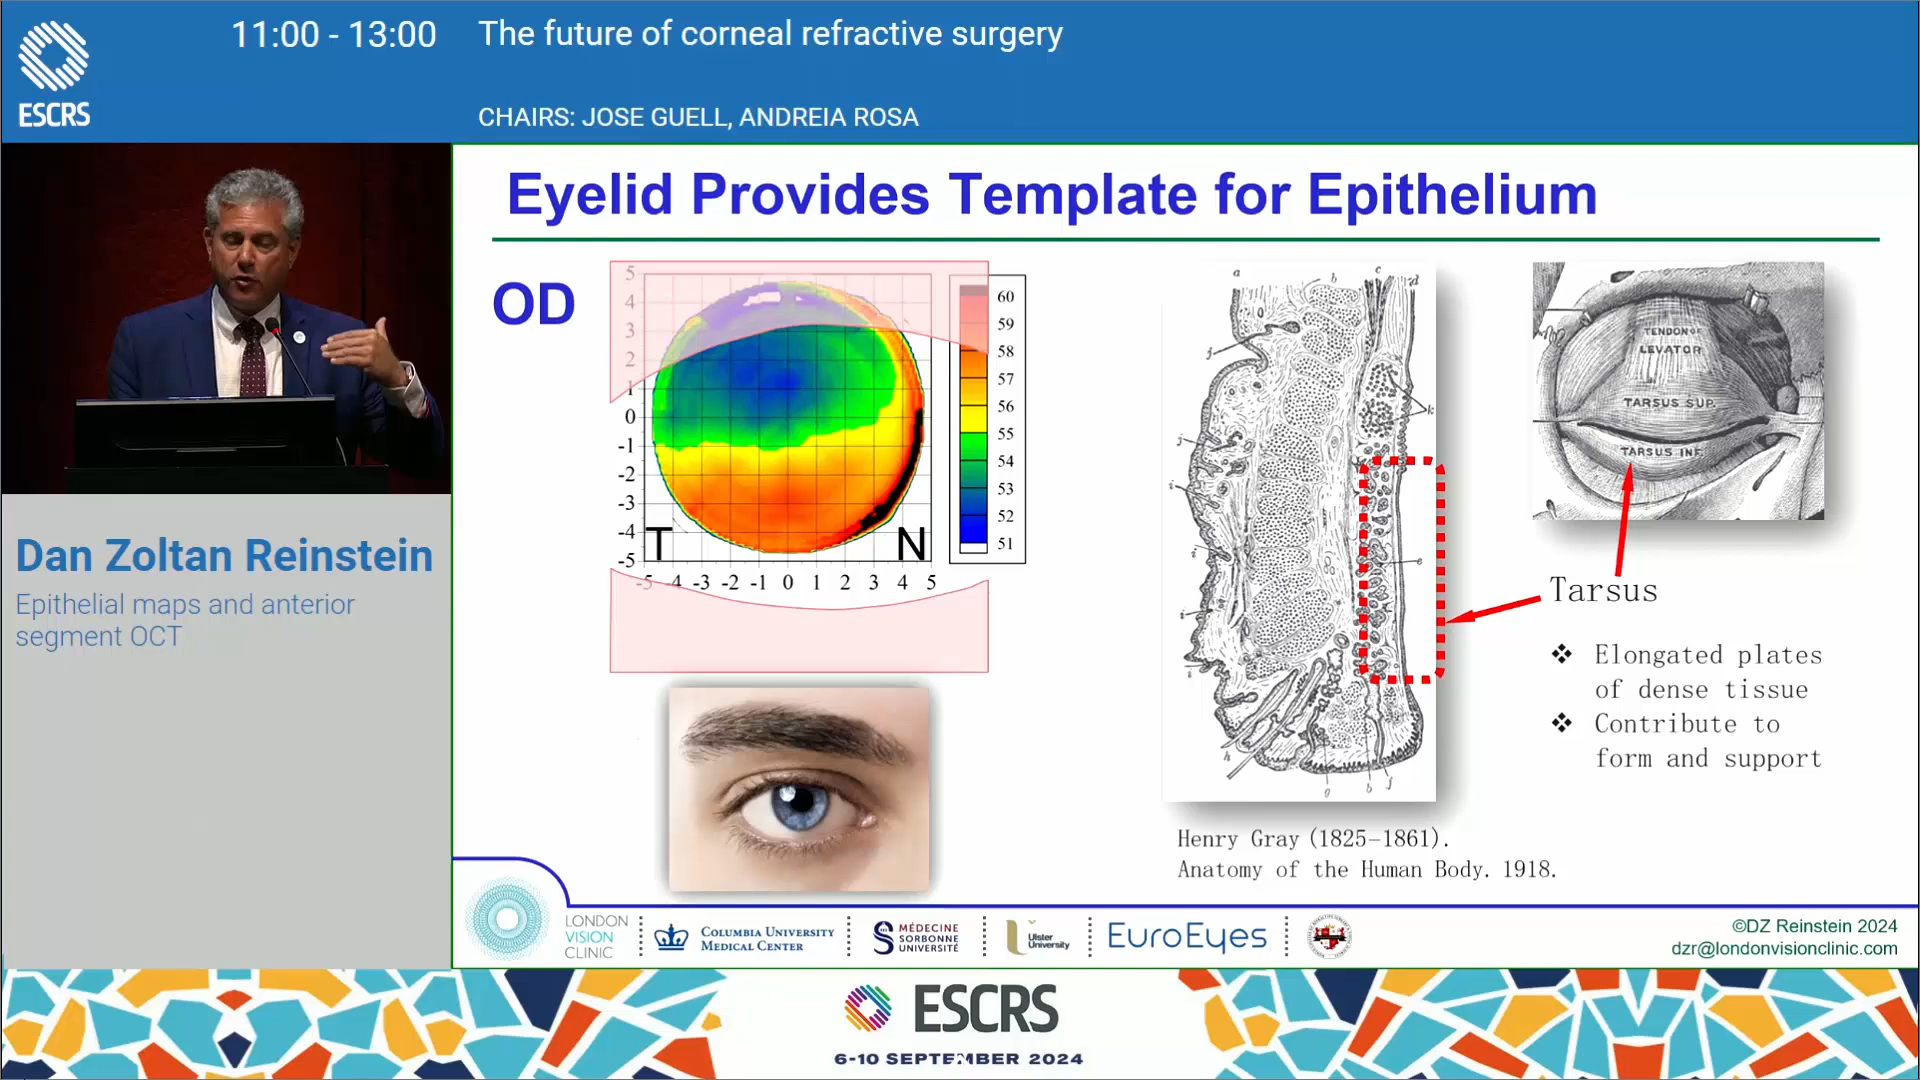 11:00 - 13:00
The future of corneal refractive surgery
ESCRS
CHAIRS: JOSE GUELL, ANDREIA ROSA
Eyelid Provides Template for Epithelium
OD
5
4
3
2
1
0
-1
-2
-3
-4
-5
-5 -4 -3 -2 -1 0 1 2 3 4 5
T
N
60
59
58
57
56
55
54
53
52
51
a
b
c
d
j
k
j
i
i
e
i
i
h
g
b
f
TENDON OF
LEVATOR
TARSUS SUP.
TARSUS INF.
Tarsus
❖ Elongated plates
of dense tissue
❖ Contribute to
form and support
Henry Gray (1825–1861).
Anatomy of the Human Body. 1918.
Dan Zoltan Reinstein
Epithelial maps and anterior
segment OCT
LONDON
VISION
CLINIC
COLUMBIA UNIVERSITY
MEDICAL CENTER
MÉDECINE
SORBONNE
UNIVERSITÉ
Ulster
University
EuroEyes
©DZ Reinstein 2024
dzr@londonvisionclinic.com
ESCRS
6-10 SEPTEMBER 2024